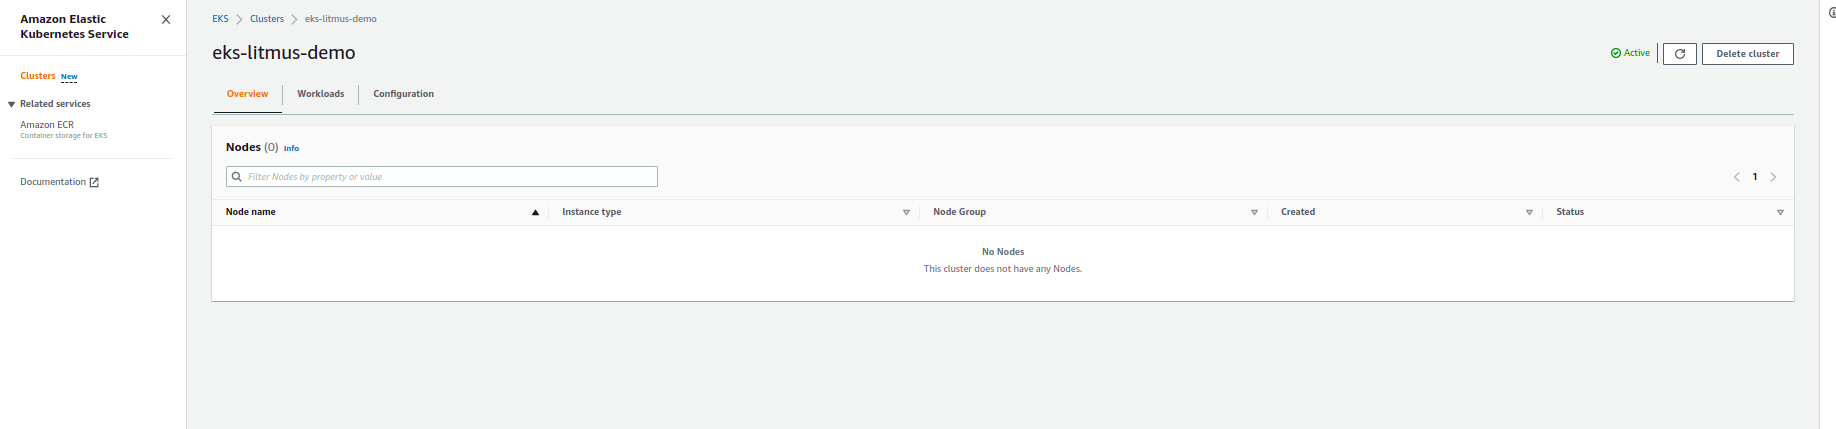 Amazon Elastic
Kubernetes Service
Clusters New
Related services
Amazon ECR
Container storage for EKS
Documentation
EKS Clusters eks-litmus-demo
eks-litmus-demo
Active
Delete cluster
Overview Workloads Configuration
Nodes (0) Info
Filter Nodes by property or value
1
Node name Instance type Node Group Created Status
No Nodes
This cluster does not have any Nodes.